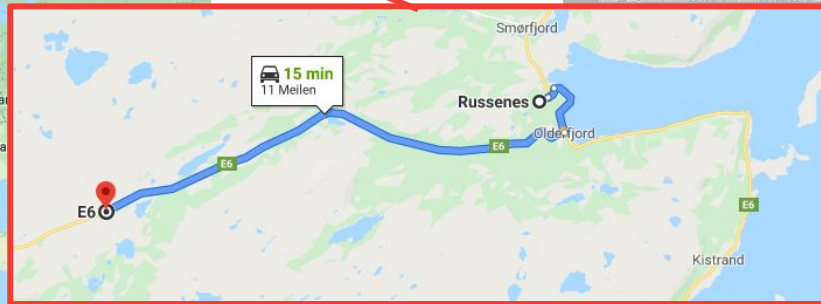 Smørfjord
15 min
11 Meilen
Russenes
Olderfjord
E6
E6
E6
E6
Kistrand